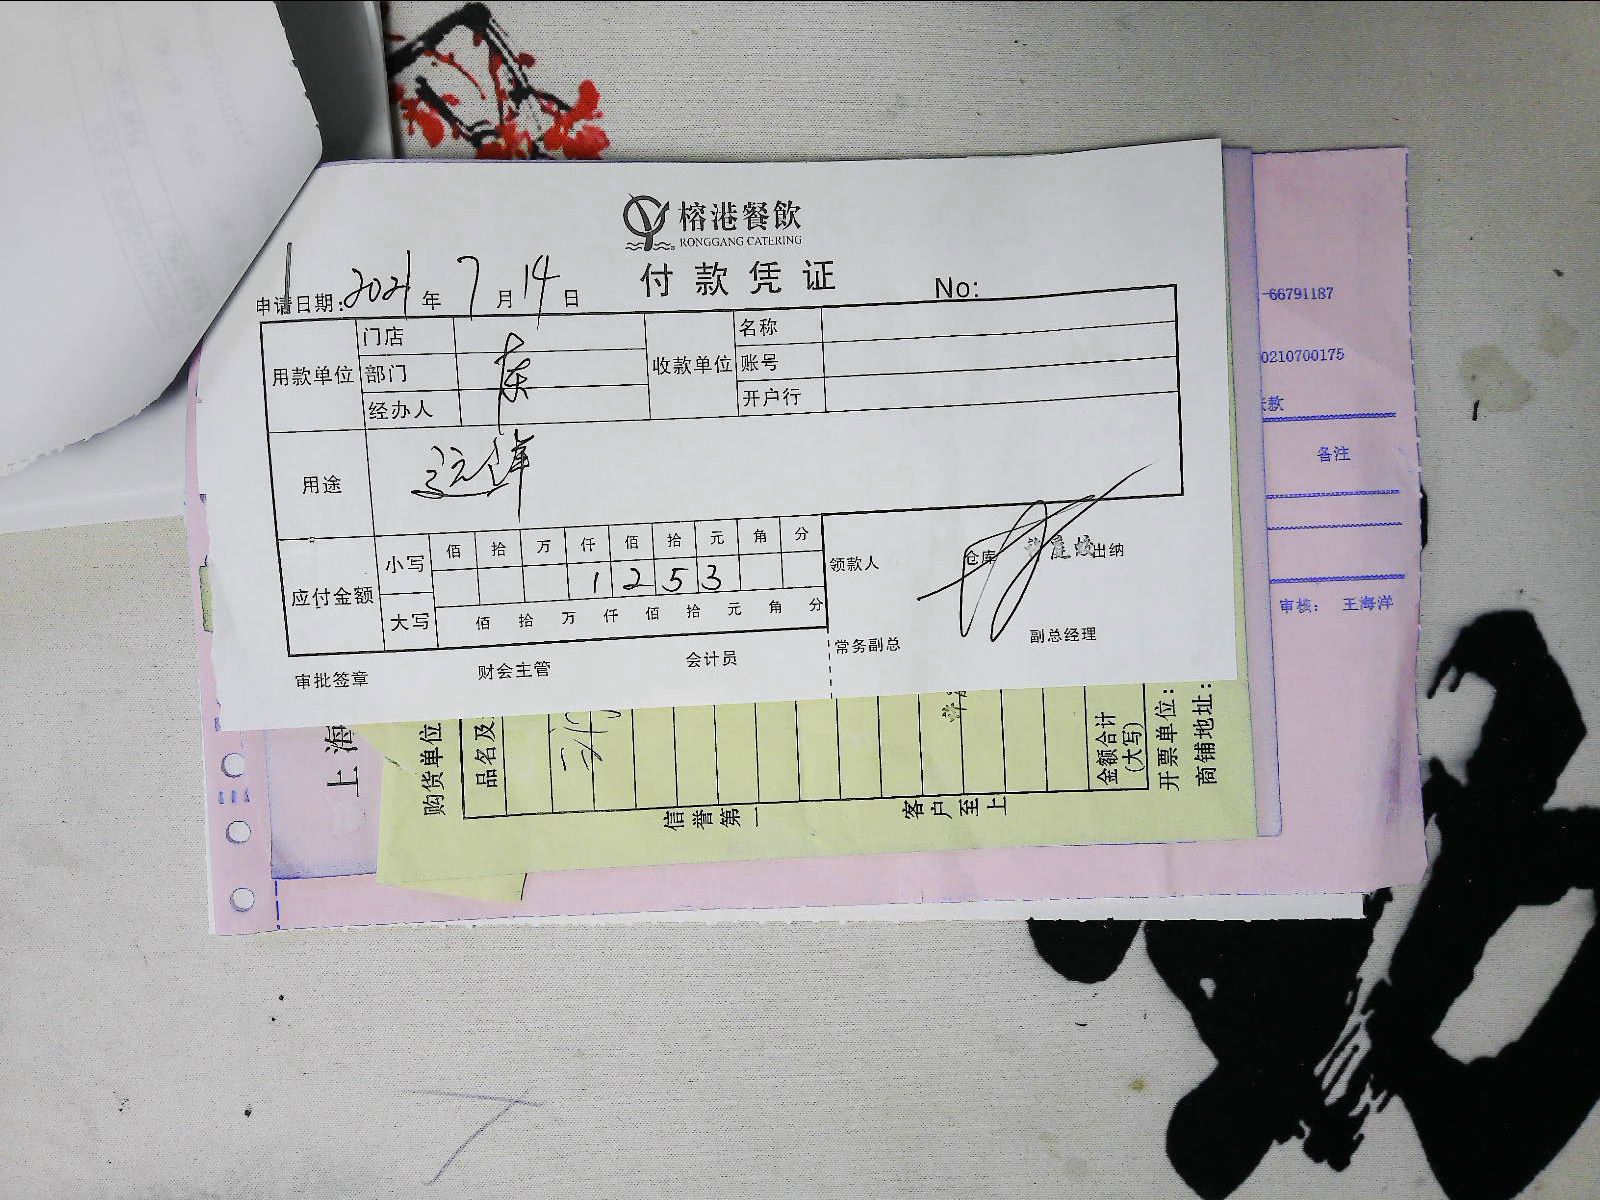 榕港餐飲
RONGGANG CATERING
付款凭证
No:
申请日期: 2021 年 7 月 14 日
用款单位 门店 收款单位 名称
部门 东 账号
经办人 开户行
用途 远洋
应付金额 小写 佰 拾 万 仟 佰 拾 元 角 分
1 2 5 3
大写 佰 拾 万 仟 佰 拾 元 角 分
领款人 仓库 出纳
常务副总 副总经理
审批签章 财会主管 会计员
-66791187
0210700175
款
备注
审核： 王海洋
上海
购货单位
品名及
金额合计
(大写)
开票单位：
商铺地址：
信誉第一
客户至上